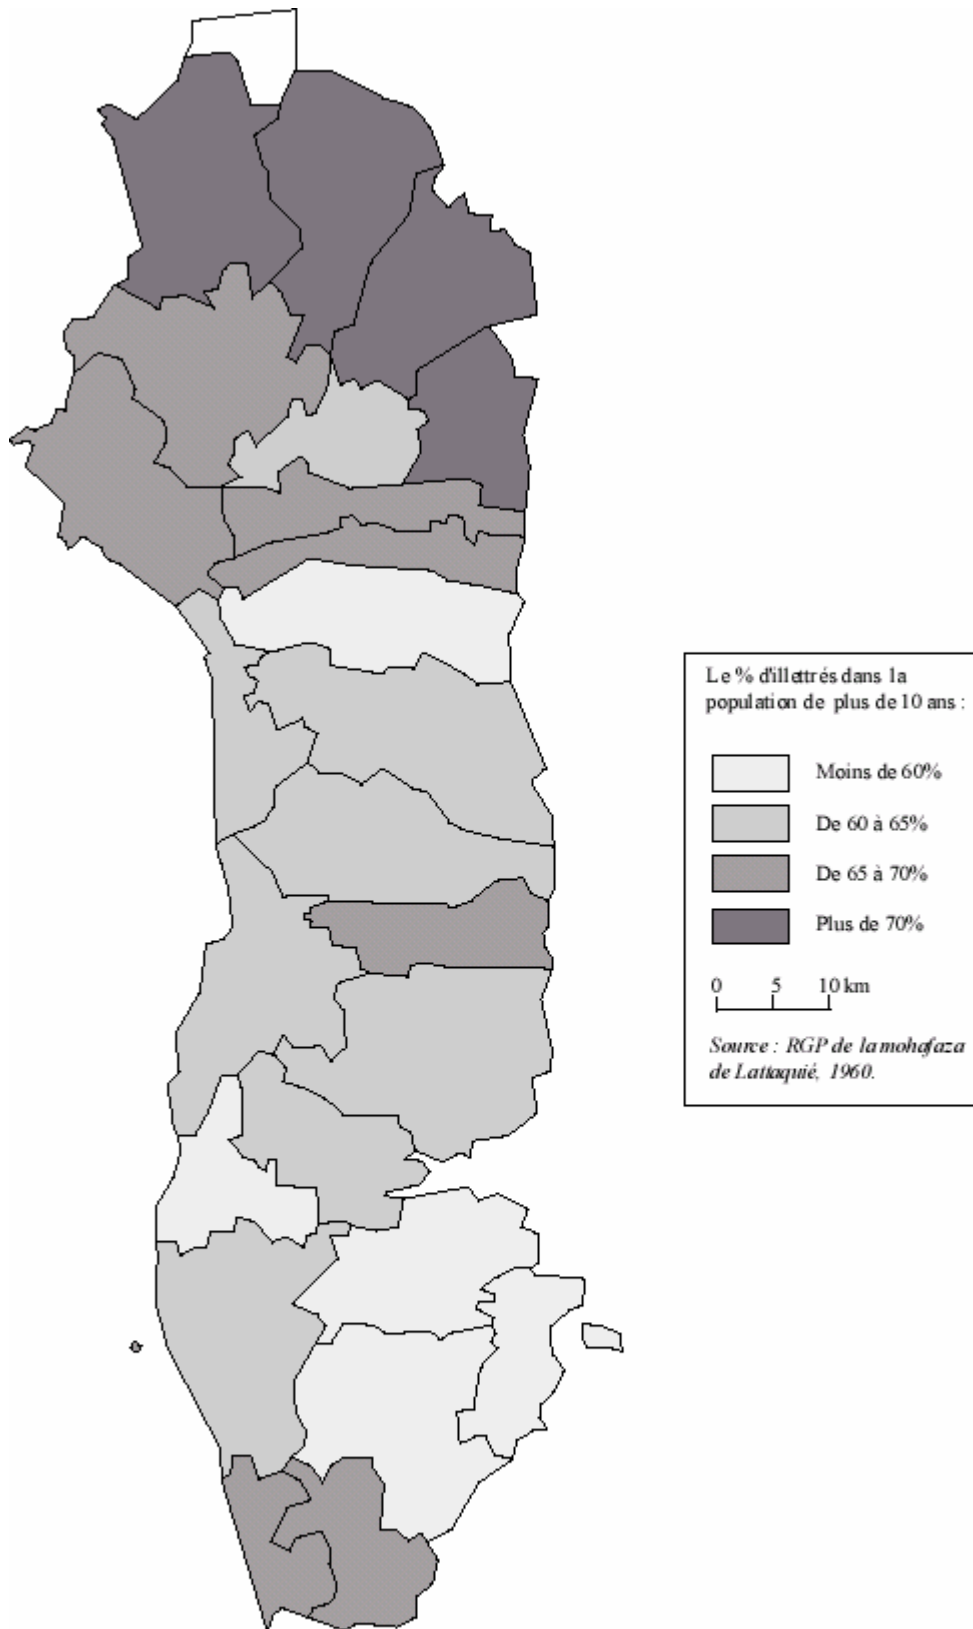 Le % d'illettrés dans la
population de plus de 10 ans :
Moins de 60%
De 60 à 65%
De 65 à 70%
Plus de 70%
0 5 10 km
Source : RGP de la mohafaza
de Lattaquié, 1960.